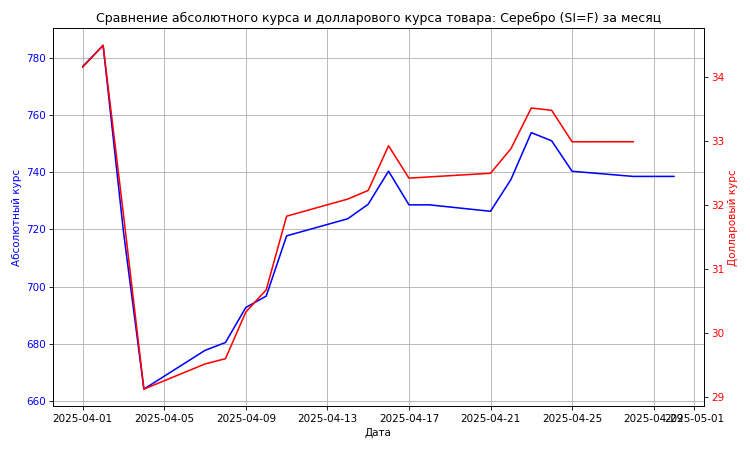 Сравнение абсолютного курса и долларового курса товара: Серебро (SI=F) за месяц
Абсолютный курс
780
760
740
720
700
680
660
34
33
32
31
30
29
Долларовый курс
2025-04-01 2025-04-05 2025-04-09 2025-04-13 2025-04-17 2025-04-21 2025-04-25 2025-04-29 2025-05-01
Дата